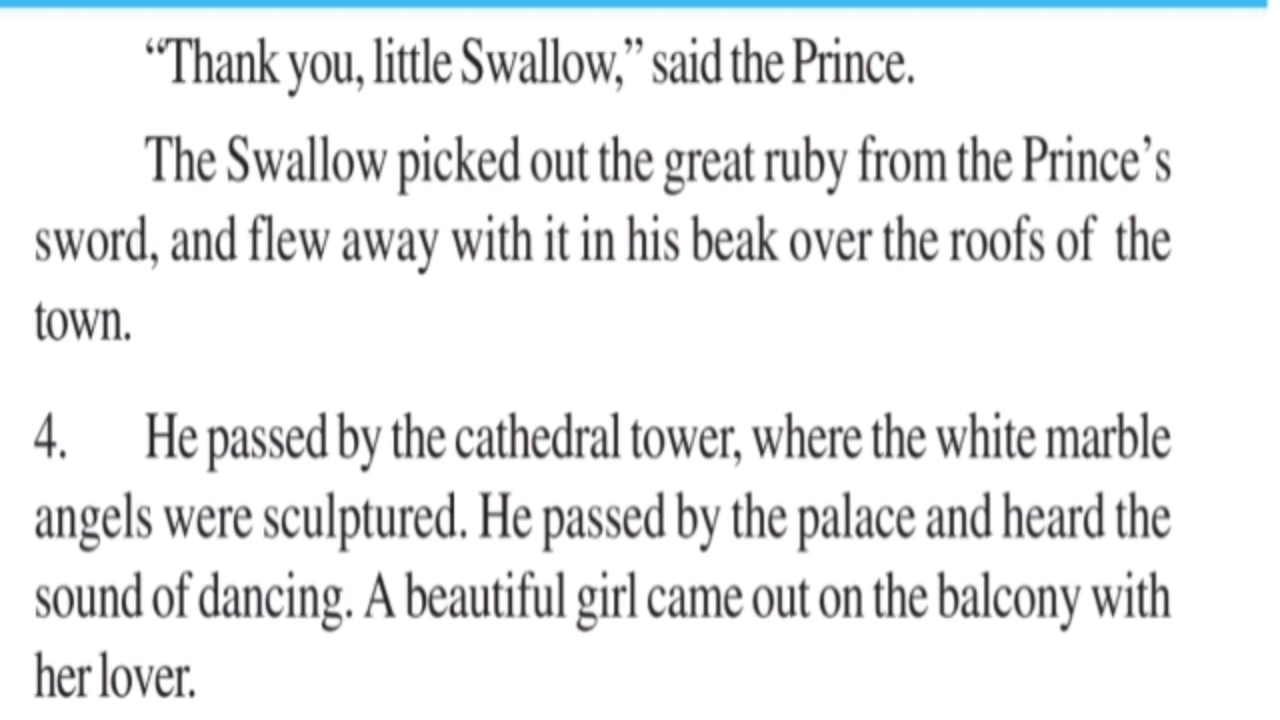 “Thank you, little Swallow,” said the Prince.
The Swallow picked out the great ruby from the Prince’s
sword, and flew away with it in his beak over the roofs of the
town.
4. He passed by the cathedral tower, where the white marble
angels were sculptured. He passed by the palace and heard the
sound of dancing. A beautiful girl came out on the balcony with
her lover.